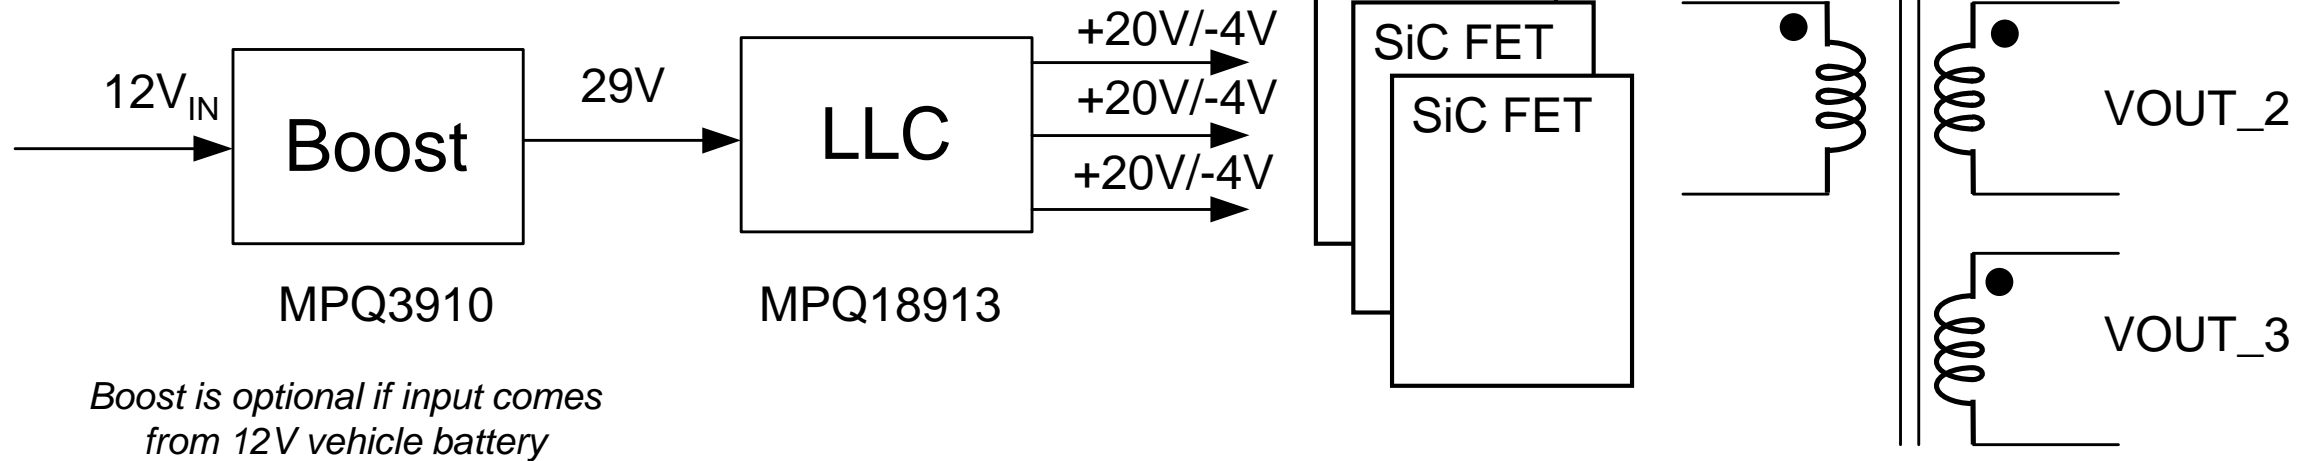 12VIN
Boost
29V
LLC
+20V/-4V
+20V/-4V
+20V/-4V
SiC FET
SiC FET
VOUT_2
VOUT_3
MPQ3910
MPQ18913
Boost is optional if input comes
from 12V vehicle battery